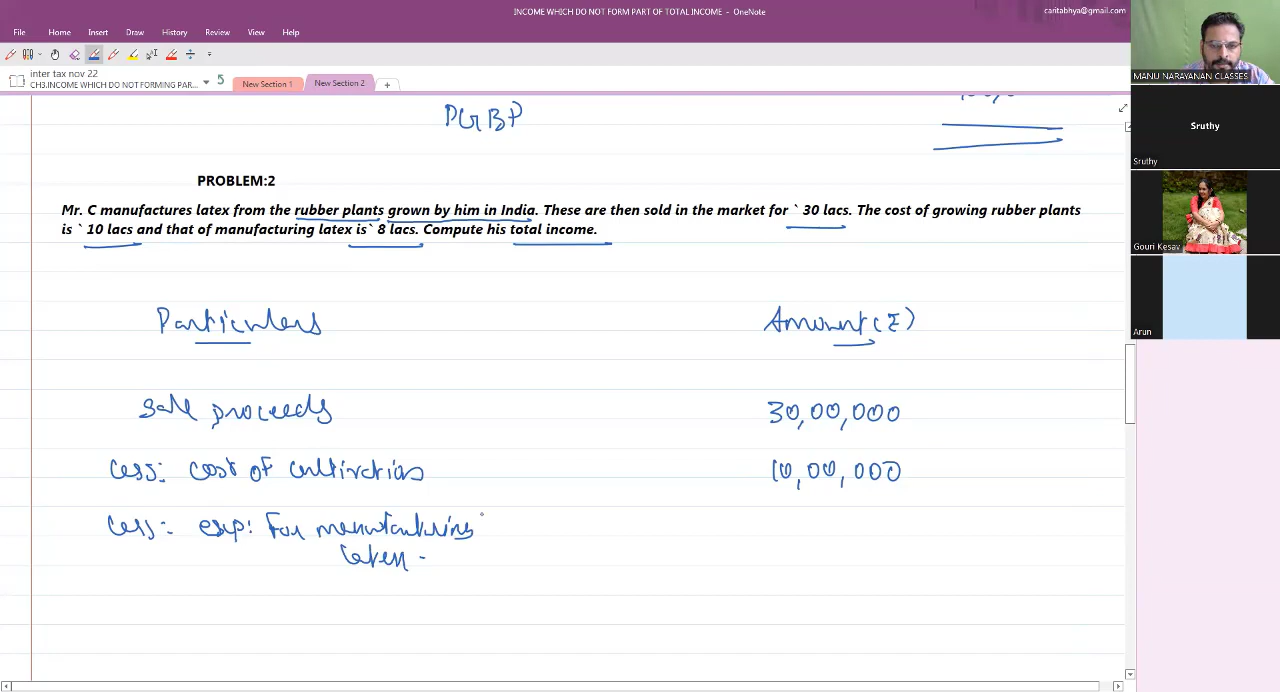 INCOME WHICH DO NOT FORM PART OF TOTAL INCOME - OneNote
caritabhya@gmail.com
File Home Insert Draw History Review View Help
inter tax nov 22
CH3.INCOME WHICH DO NOT FORMING PAR... 5 New Section 1 New Section 2 +
MANU NARAYANAN CLASSES
Sruthy
Sruthy
Gouri Kesav
Arun
PGBP
PROBLEM:2
Mr. C manufactures latex from the rubber plants grown by him in India. These are then sold in the market for ` 30 lacs. The cost of growing rubber plants
is ` 10 lacs and that of manufacturing latex is` 8 lacs. Compute his total income.
Particulars Amount (₹)
Sale proceeds 30,00,000
Less: cost of cultivation 10,00,000
Less: exp: For manufacturing
latex -